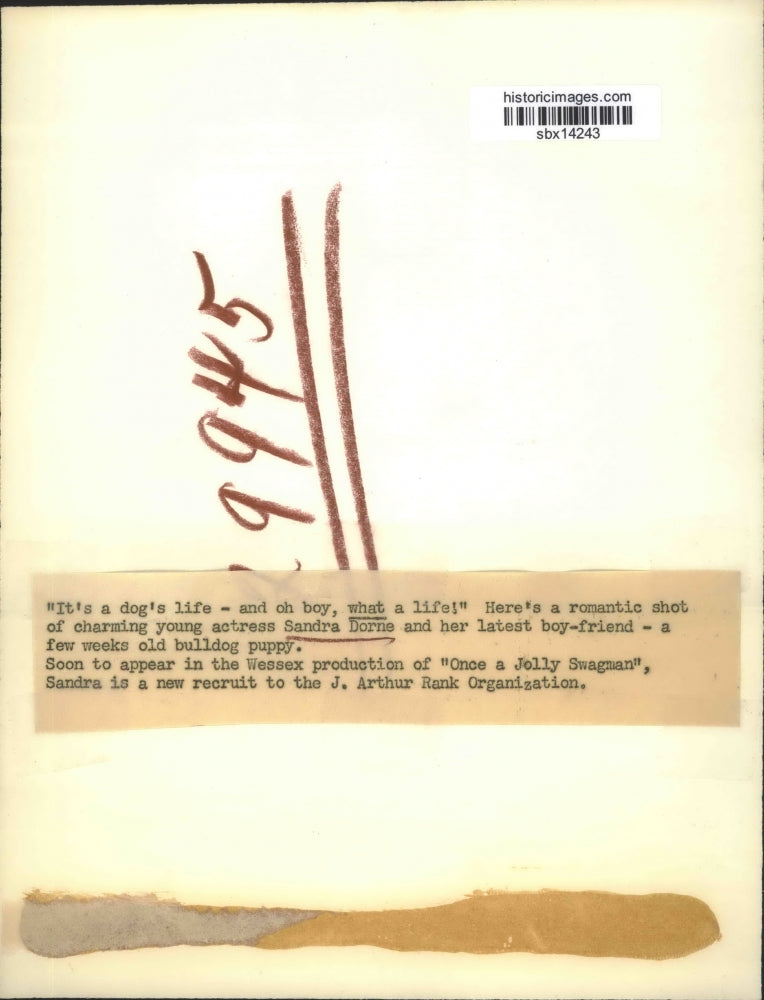 historicimages.com
sbx14243
9945
"It's a dog's life - and oh boy, what a life!" Here's a romantic shot
of charming young actress Sandra Dorne and her latest boy-friend - a
few weeks old bulldog puppy.
Soon to appear in the Wessex production of "Once a Jolly Swagman",
Sandra is a new recruit to the J. Arthur Rank Organization.